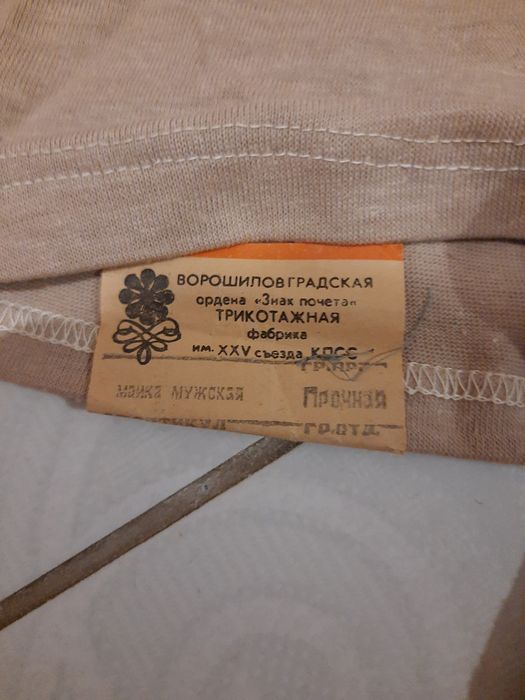 ВОРОШИЛОВГРАДСКАЯ
ордена «Знак почета»
ТРИКОТАЖНАЯ
фабрика
им. XXV съезда КПСС
майка мужская Прочная